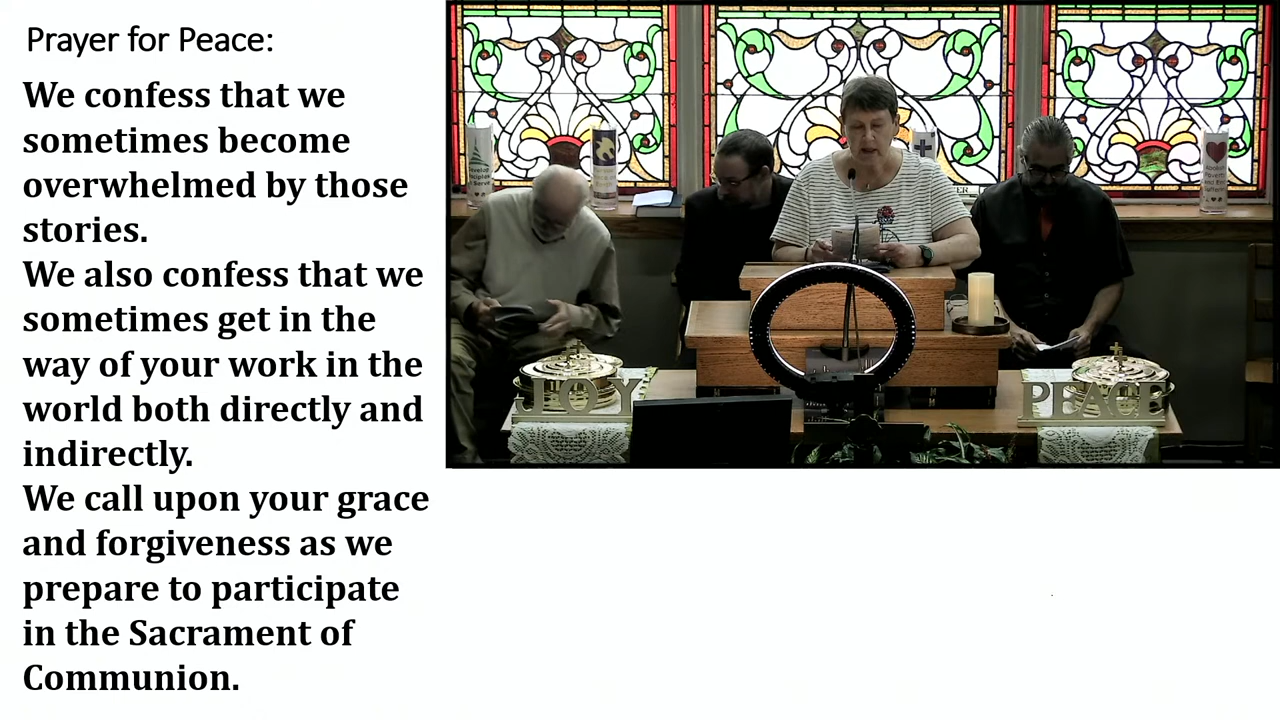 Prayer for Peace:
We confess that we
sometimes become
overwhelmed by those
stories.
We also confess that we
sometimes get in the
way of your work in the
world both directly and
indirectly.
We call upon your grace
and forgiveness as we
prepare to participate
in the Sacrament of
Communion.
JOY
PEACE